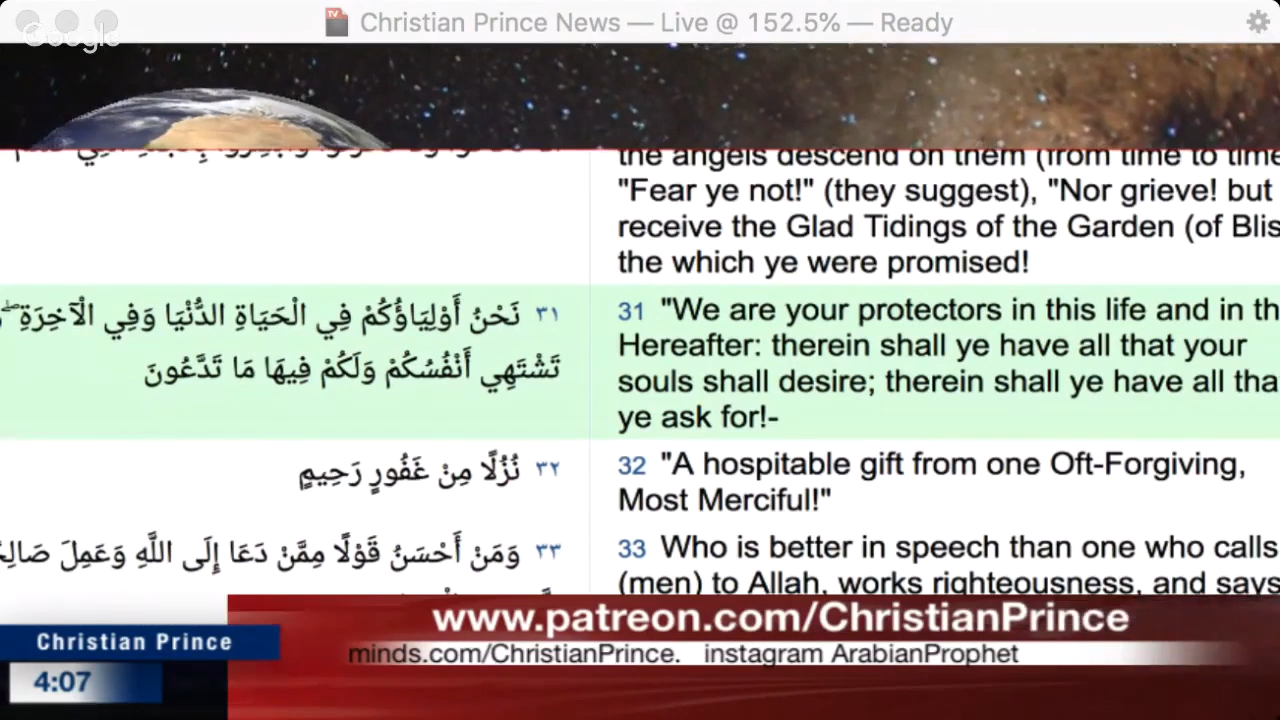 Christian Prince News — Live @ 152.5% — Ready
Google
the angels descend on them (from time to time
"Fear ye not!" (they suggest), "Nor grieve! but
receive the Glad Tidings of the Garden (of Blis
the which ye were promised!
٣١ نَحْنُ أَوْلِيَاؤُكُمْ فِي الْحَيَاةِ الدُّنْيَا وَفِي الْآخِرَةِ ۖ
تَشْتَهِي أَنْفُسُكُمْ وَلَكُمْ فِيهَا مَا تَدَّعُونَ
31 "We are your protectors in this life and in th
Hereafter: therein shall ye have all that your
souls shall desire; therein shall ye have all tha
ye ask for!-
٣٢ نُزُلًا مِنْ غَفُورٍ رَحِيمٍ
32 "A hospitable gift from one Oft-Forgiving,
Most Merciful!"
٣٣ وَمَنْ أَحْسَنُ قَوْلًا مِمَّنْ دَعَا إِلَى اللَّهِ وَعَمِلَ
33 Who is better in speech than one who calls
(men) to Allah, works righteousness, and says
www.patreon.com/ChristianPrince
minds.com/ChristianPrince. instagram ArabianProphet
Christian Prince
4:07